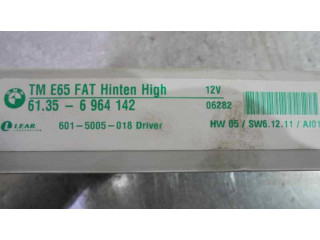 TM E65 FAT Hinten High 12V
61.35 - 6 964 142 06282
LEAR 601-5005-018 Driver HW 05 / SW6.12.11 / AI01